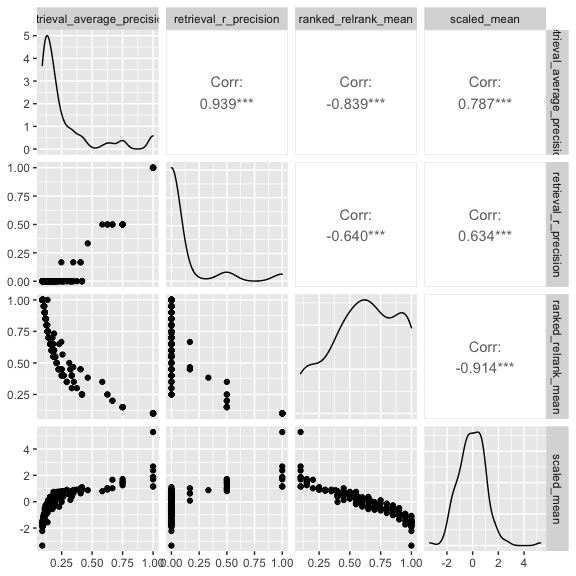 trieval_average_precisio
retrieval_r_precision
ranked_relrank_mean
scaled_mean
5
4
3
2
1
0
Corr:
0.939***
Corr:
-0.839***
Corr:
0.787***
trieval_average_precisio
1.00
0.75
0.50
0.25
0.00
Corr:
-0.640***
Corr:
0.634***
retrieval_r_precision
1.00
0.75
0.50
0.25
Corr:
-0.914***
ranked_relrank_mean
4
2
0
-2
scaled_mean
0.25 0.50 0.75 1.00
0.00 0.25 0.50 0.75 1.00
0.25 0.50 0.75 1.00
-2 0 2 4